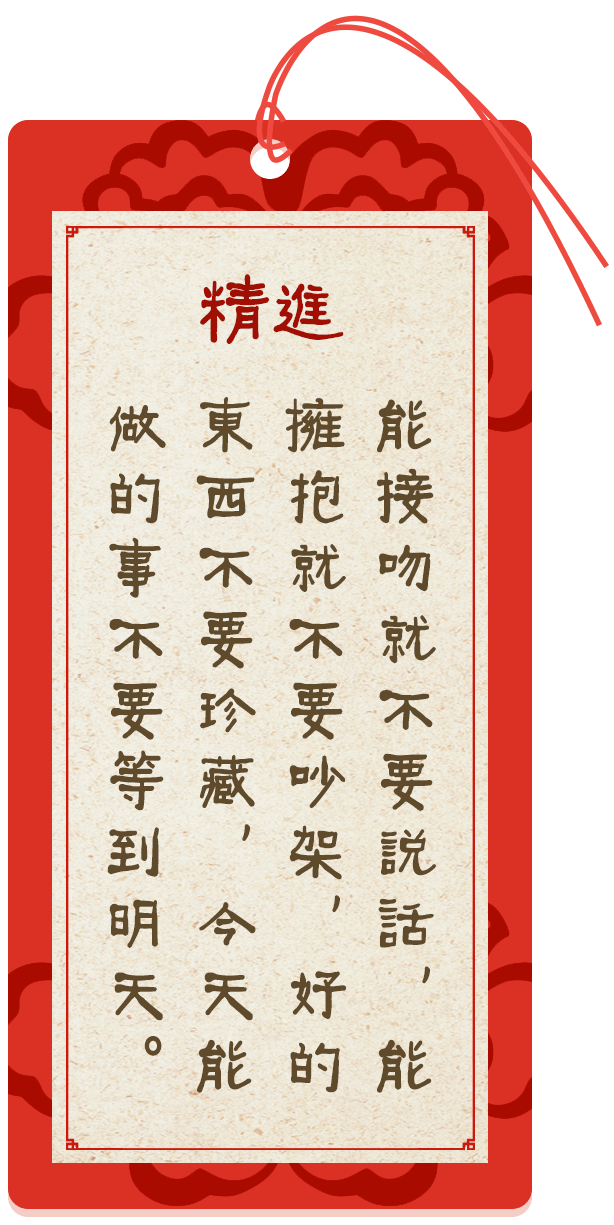 精進
能接吻就不要說話，能
擁抱就不要吵架，好的
東西不要珍藏，今天能
做的事不要等到明天。